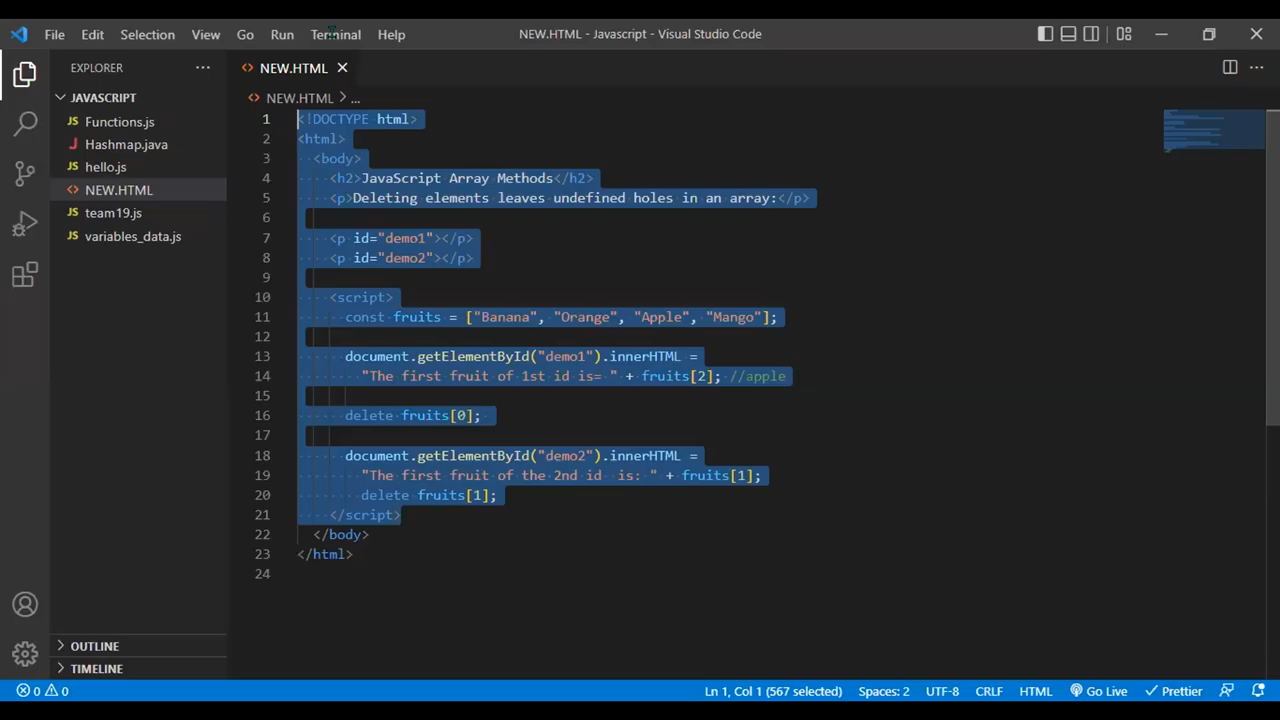 File Edit Selection View Go Run Terminal Help NEW.HTML - Javascript - Visual Studio Code
EXPLORER
JAVASCRIPT
Functions.js
J Hashmap.java
JS hello.js
NEW.HTML
JS team19.js
JS variables_data.js
OUTLINE
TIMELINE
NEW.HTML
NEW.HTML > ...
1 <!DOCTYPE html>
2 <html>
3 <body>
4 <h2>JavaScript Array Methods</h2>
5 <p>Deleting elements leaves undefined holes in an array:</p>
6
7 <p id="demo1"></p>
8 <p id="demo2"></p>
9
10 <script>
11 const fruits = ["Banana", "Orange", "Apple", "Mango"];
12
13 document.getElementById("demo1").innerHTML =
14 "The first fruit of 1st id is= " + fruits[2]; //apple
15
16 delete fruits[0];
17
18 document.getElementById("demo2").innerHTML =
19 "The first fruit of the 2nd id  is: " + fruits[1];
20 delete fruits[1];
21 </script>
22 </body>
23 </html>
24
0 0 Ln 1, Col 1 (567 selected) Spaces: 2 UTF-8 CRLF HTML Go Live Prettier